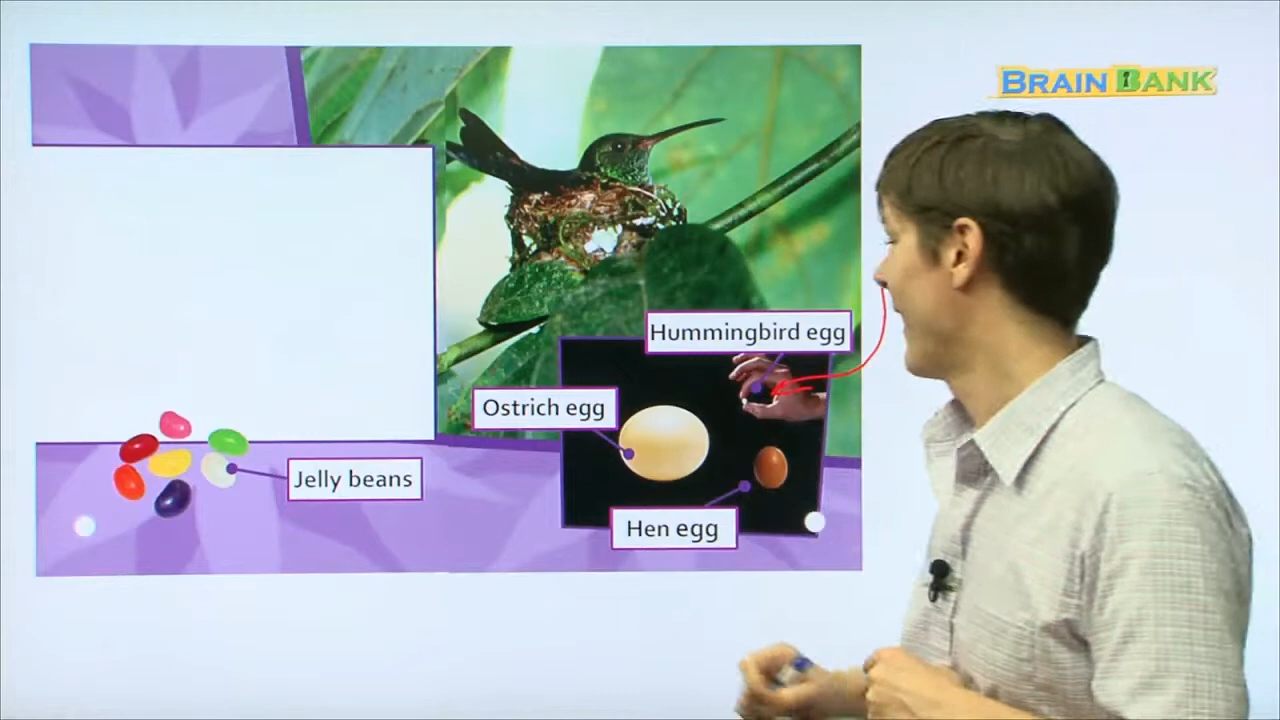 BRAIN BANK
Hummingbird egg
Ostrich egg
Jelly beans
Hen egg